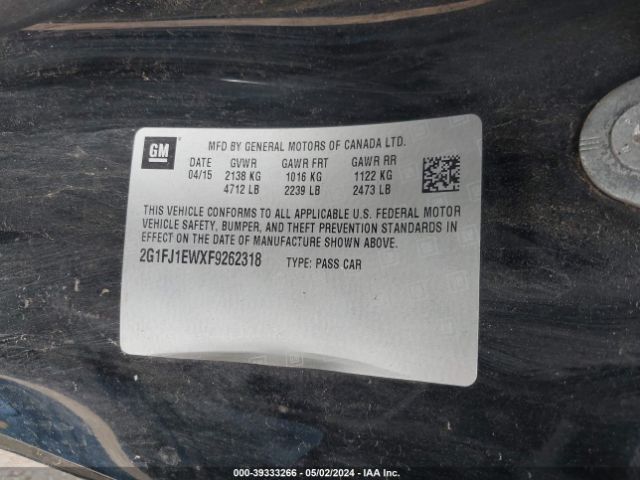 GM
MFD BY GENERAL MOTORS OF CANADA LTD.
DATE GVWR GAWR FRT GAWR RR
04/15 2138 KG 1016 KG 1122 KG
4712 LB 2239 LB 2473 LB
THIS VEHICLE CONFORMS TO ALL APPLICABLE U.S. FEDERAL MOTOR
VEHICLE SAFETY, BUMPER, AND THEFT PREVENTION STANDARDS IN
EFFECT ON THE DATE OF MANUFACTURE SHOWN ABOVE.
2G1FJ1EWXF9262318 TYPE: PASS CAR
000-39333266 - 05/02/2024 - IAA Inc.